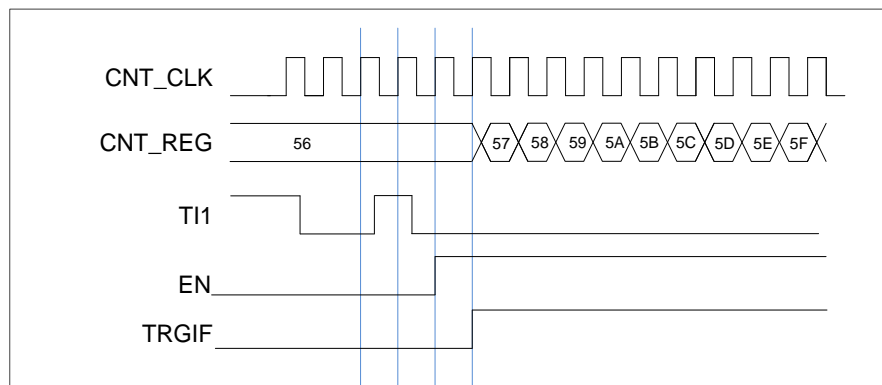 CNT_CLK
CNT_REG 56 57 58 59 5A 5B 5C 5D 5E 5F
TI1
EN
TRGIF